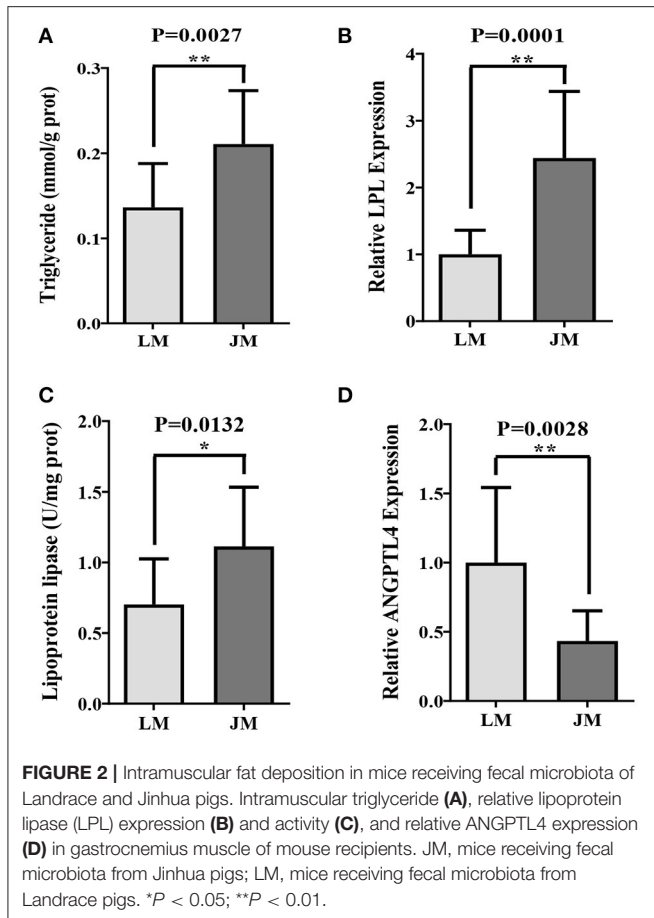 A
P=0.0027
**
Triglyceride (mmol/g prot)
0.3
0.2
0.1
0.0
LM JM
B
P=0.0001
**
Relative LPL Expression
4
3
2
1
0
LM JM
C
P=0.0132
*
Lipoprotein lipase (U/mg prot)
2.0
1.5
1.0
0.5
0.0
LM JM
D
P=0.0028
**
Relative ANGPTL4 Expression
2.0
1.5
1.0
0.5
0.0
LM JM
FIGURE 2 | Intramuscular fat deposition in mice receiving fecal microbiota of
Landrace and Jinhua pigs. Intramuscular triglyceride (A), relative lipoprotein
lipase (LPL) expression (B) and activity (C), and relative ANGPTL4 expression
(D) in gastrocnemius muscle of mouse recipients. JM, mice receiving fecal
microbiota from Jinhua pigs; LM, mice receiving fecal microbiota from
Landrace pigs. *P < 0.05; **P < 0.01.